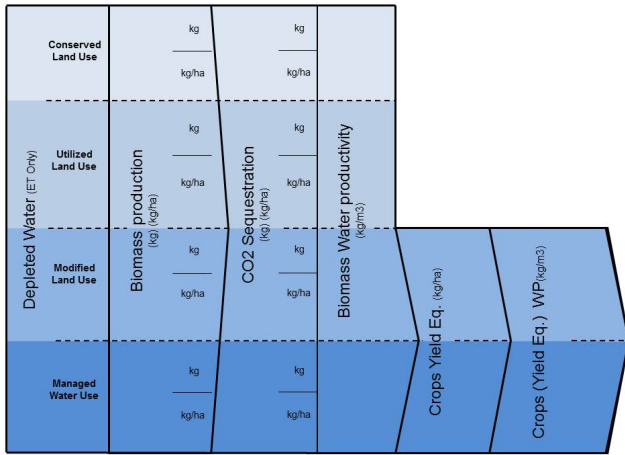 Depleted Water (ET Only)
Conserved
Land Use
Utilized
Land Use
Modified
Land Use
Managed
Water Use
Biomass production
(kg) (kg/ha)
kg
kg/ha
kg
kg/ha
kg
kg/ha
kg
kg/ha
CO2 Sequestration
(kg) (kg/ha)
kg
kg/ha
kg
kg/ha
kg
kg/ha
kg
kg/ha
Biomass Water productivity
(kg/m3)
Crops Yield Eq. (kg/ha)
Crops (Yield Eq.) WP(kg/m3)